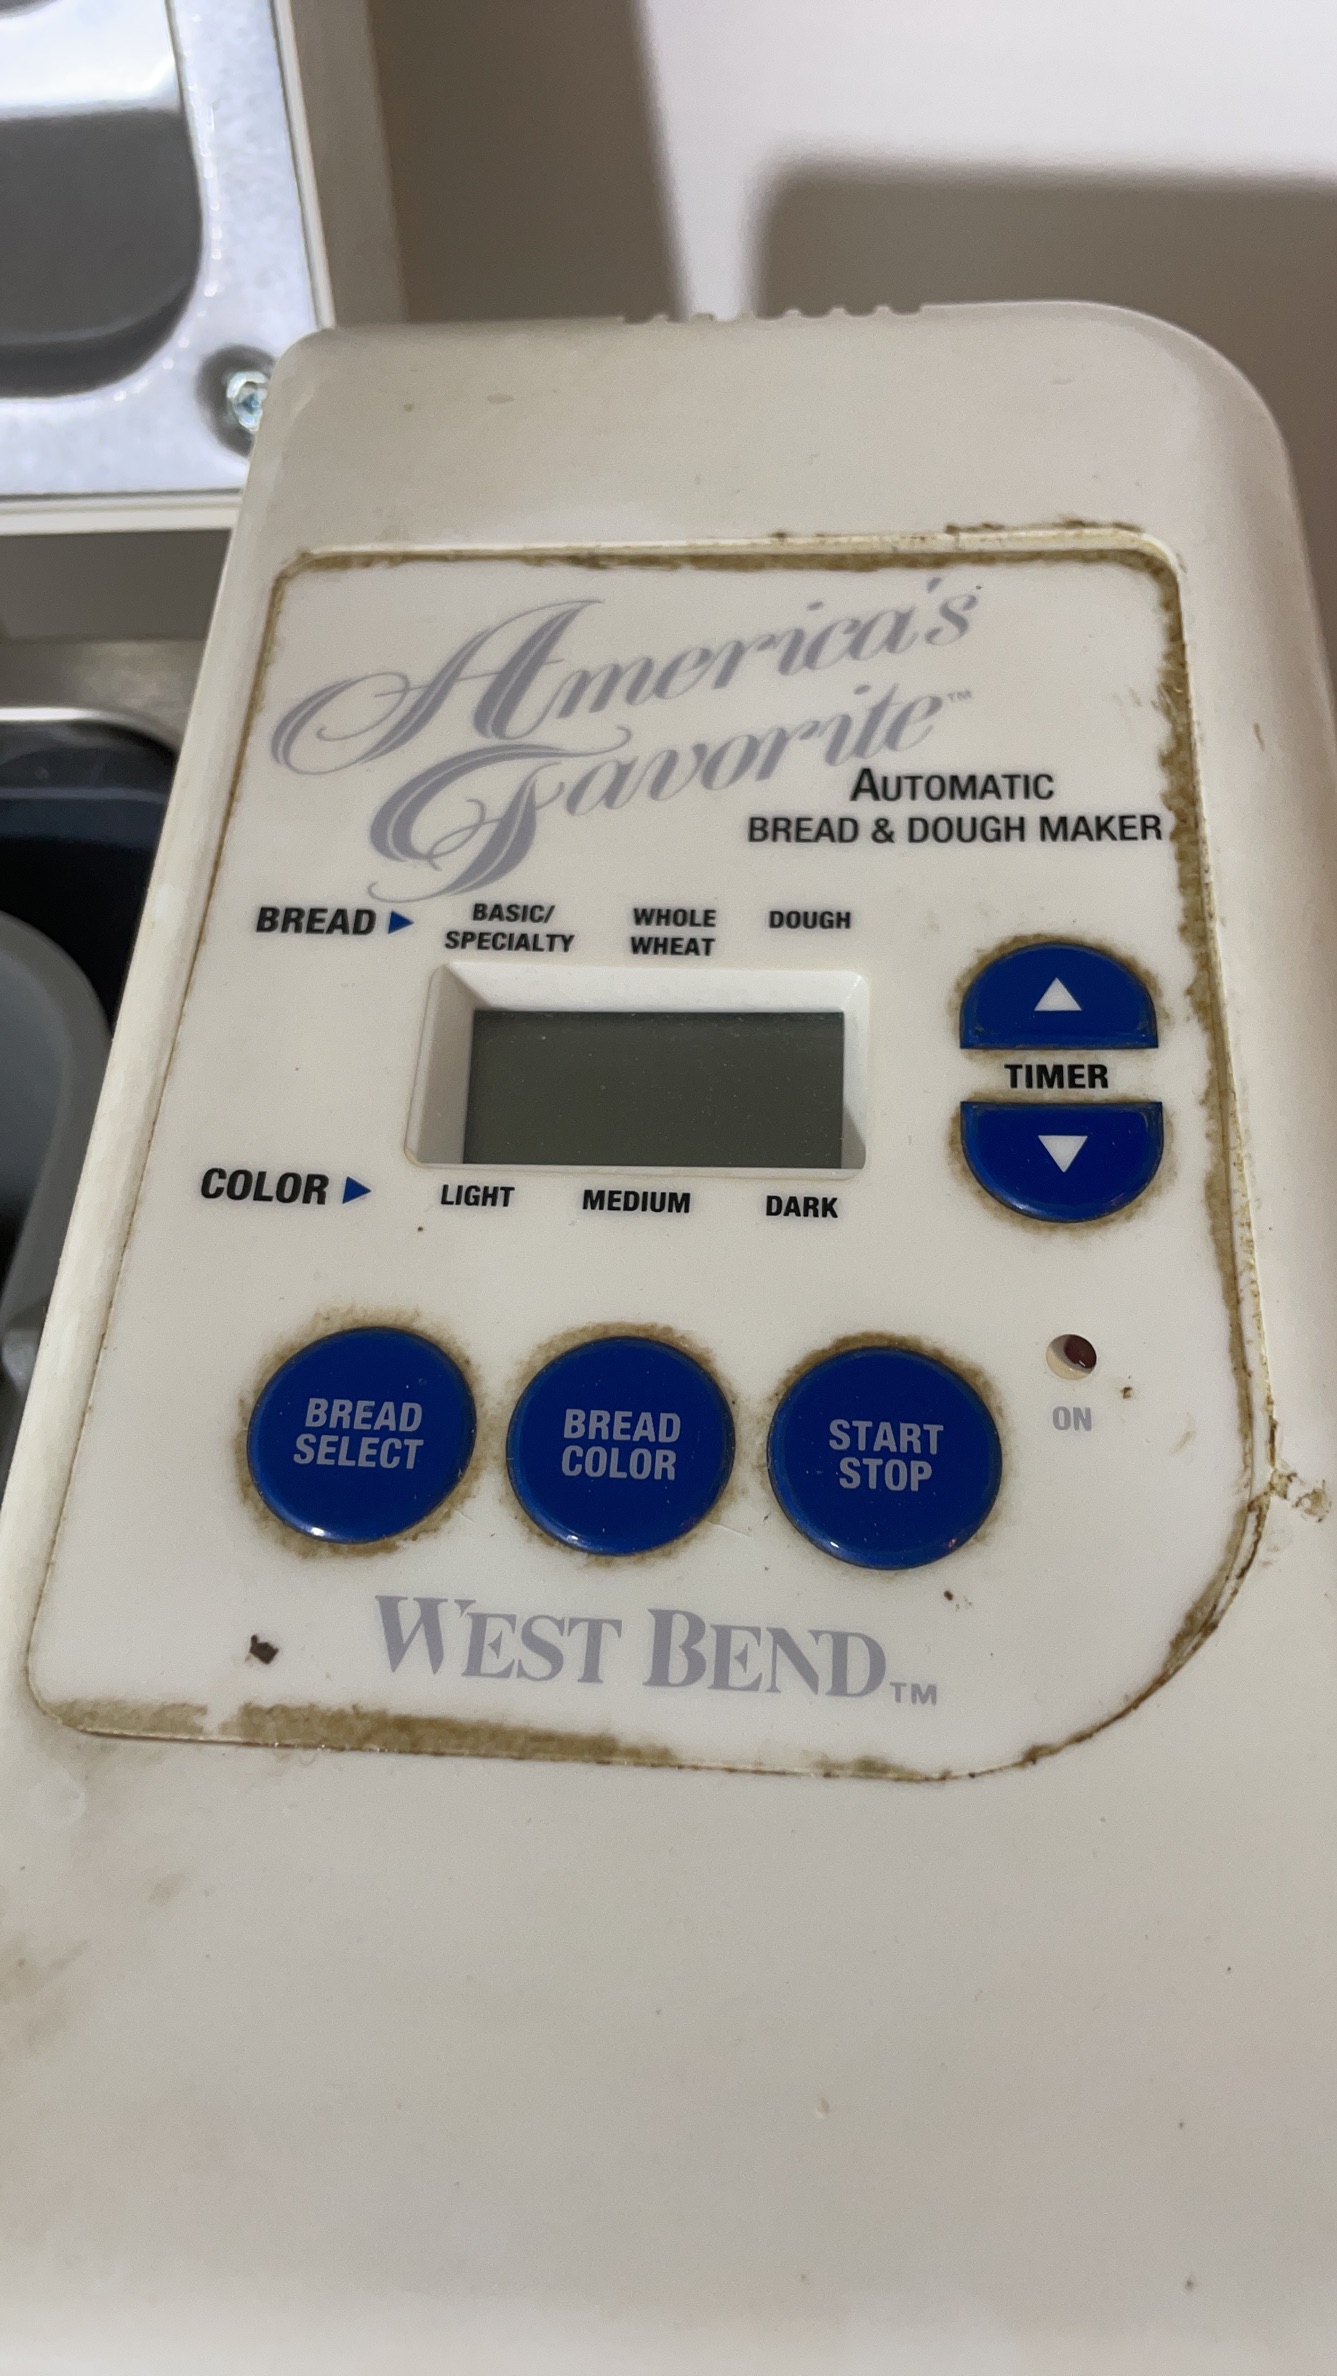 America's
Favorite™
AUTOMATIC
BREAD & DOUGH MAKER
BREAD ▶ BASIC/ WHOLE DOUGH
SPECIALTY WHEAT
TIMER
COLOR ▶ LIGHT MEDIUM DARK
BREAD
SELECT
BREAD
COLOR
START
STOP
ON
WEST BEND™